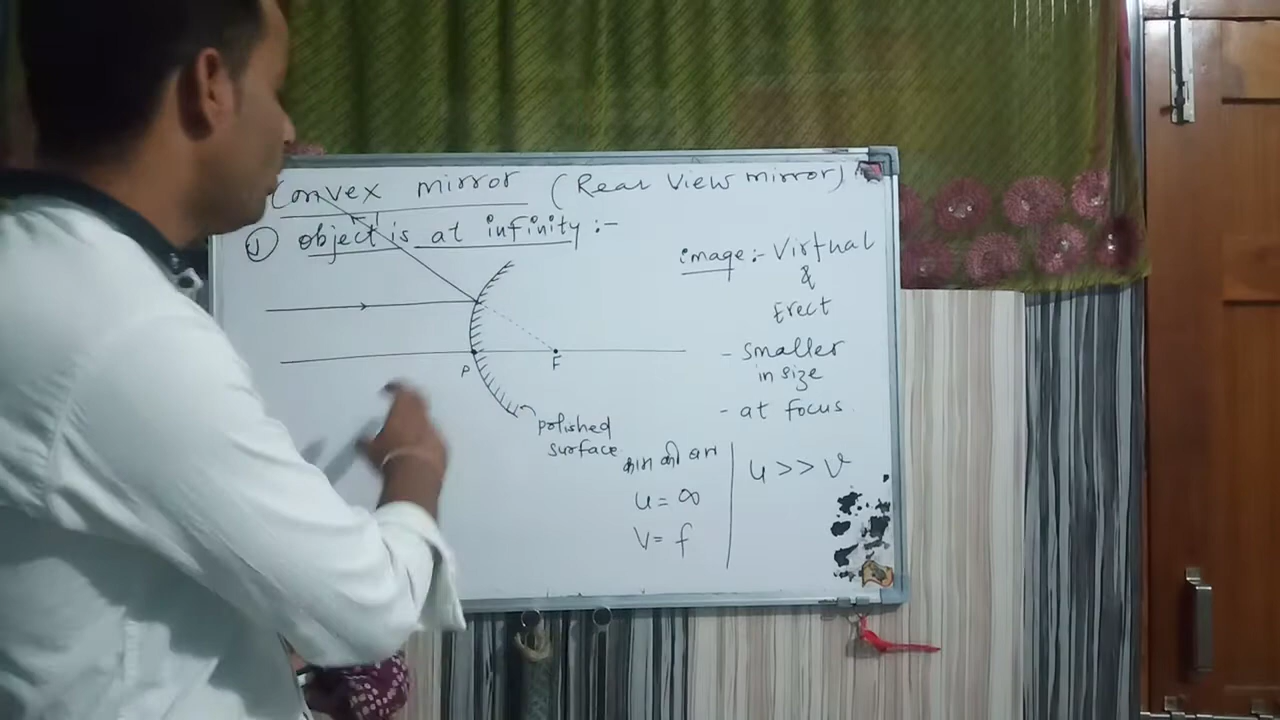 Convex mirror (Rear View mirror)
① object is at infinity :-
image:- Virtual
&
Erect
- smaller
in size
- at focus
P
F
polished
surface
u = ∞
v = f
u >> v